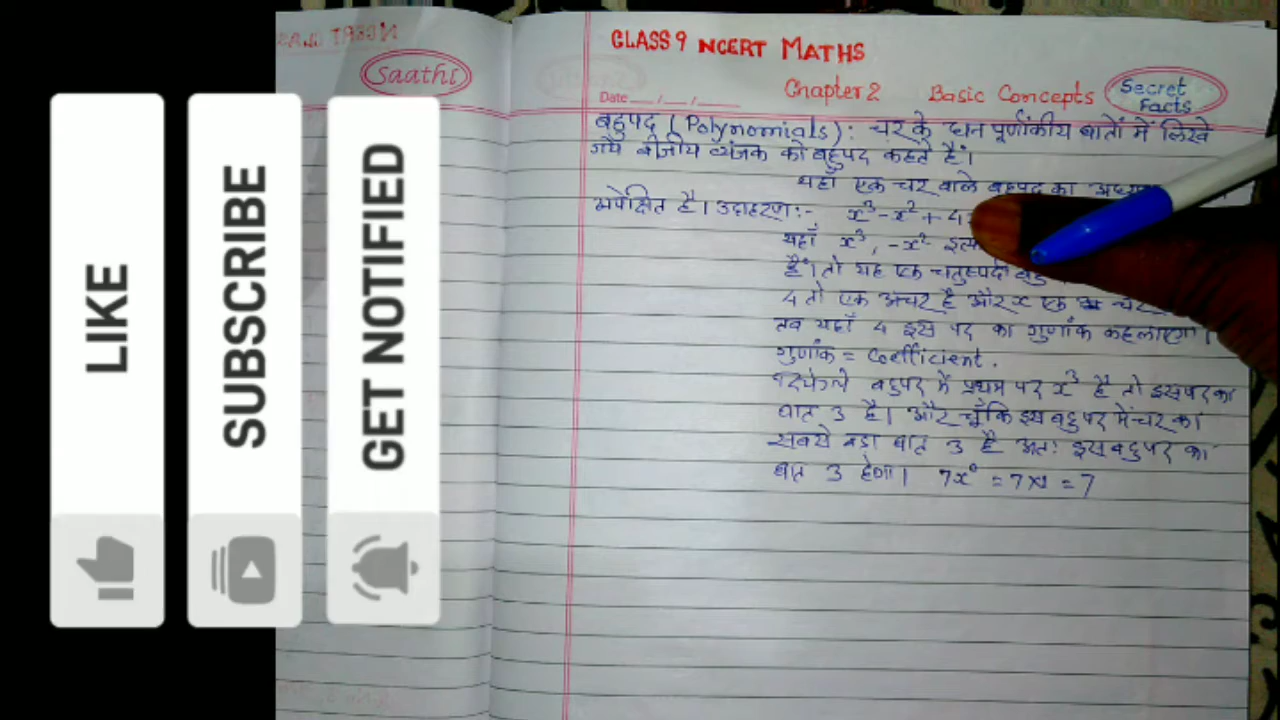 LIKE
SUBSCRIBE
GET NOTIFIED
Saathi
CLASS 9 NCERT MATHS
Chapter 2 Basic Concepts
Secret
Facts
Date
बहुपद (Polynomials): चर के धन पूर्णांकीय घातों में लिखे
गये बीजीय व्यंजक को बहुपद कहते हैं।
यहाँ एक चर वाले बहुपद का
अपेक्षित है। उदाहरण:- x³ - x² + 4
यहाँ x³, -x²
है। तो यह एक चतुष्पदी
4 तो एक अचर है और x एक
तब यहाँ 4 इस पद का गुणांक कहलाएगा।
गुणांक = Coefficient.
बहुपद में प्रथम पद x³ है तो इस पद का
घात 3 है। और चूँकि इस बहुपद में चर का
सबसे बड़ा घात 3 है अतः इस बहुपद का
घात 3 होगा। 7x⁰ = 7×1 = 7